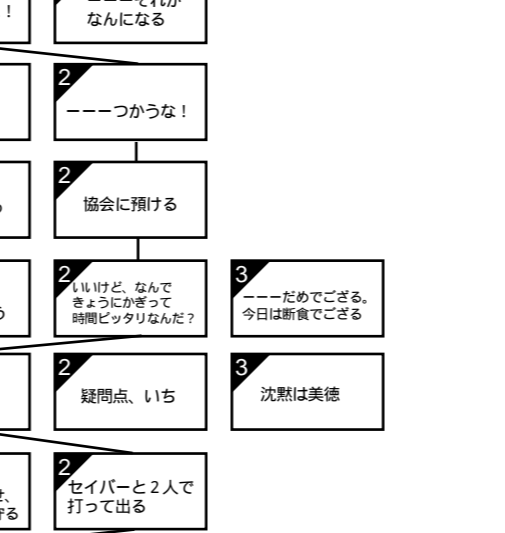 ！
なんになる
2
ーーーつかうな！
2
協会に預ける
2
いいけど、なんで
きょうにかぎって
時間ピッタリなんだ？
3
ーーーだめでござる。
今日は断食でござる
2
疑問点、いち
3
沈黙は美徳
2
セイバーと２人で
打って出る